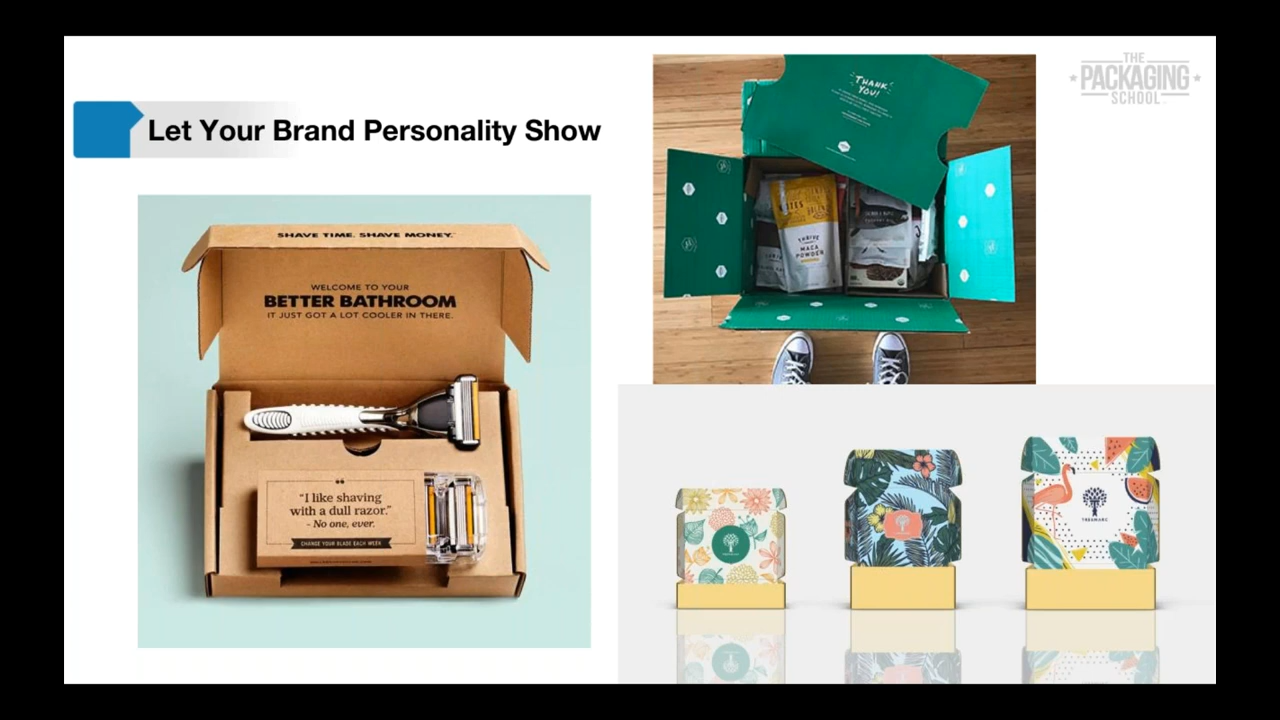 Let Your Brand Personality Show
THE
PACKAGING
SCHOOL
SHAVE TIME. SHAVE MONEY.
WELCOME TO YOUR
BETTER BATHROOM
IT JUST GOT A LOT COOLER IN THERE.
“I like shaving
with a dull razor.”
- No one, ever.
CHANGE YOUR BLADE EACH WEEK
THANK
YOU!
THRIVE
MACA
POWDER
TREEMARC